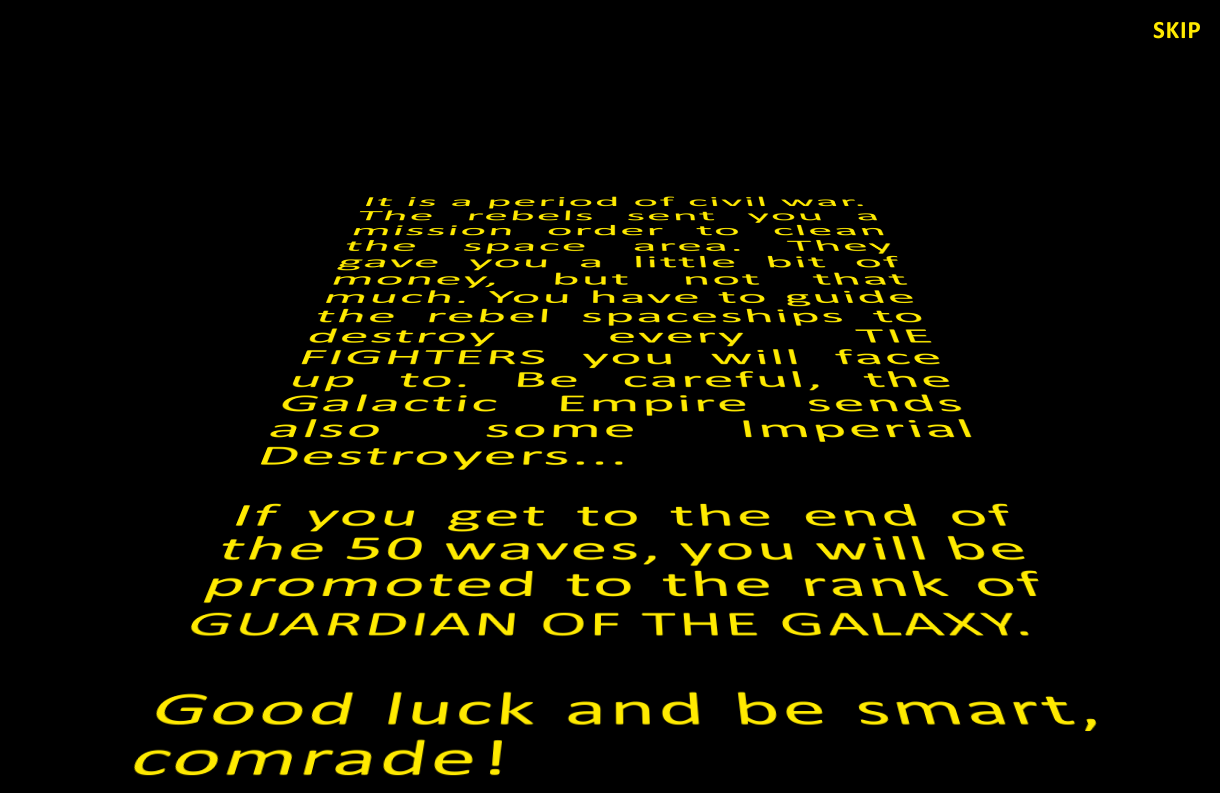 SKIP
It is a period of civil war.
The rebels sent you a
mission order to clean
the space area. They
gave you a little bit of
money, but not that
much. You have to guide
the rebel spaceships to
destroy every TIE
FIGHTERS you will face
up to. Be careful, the
Galactic Empire sends
also some Imperial
Destroyers...
If you get to the end of
the 50 waves, you will be
promoted to the rank of
GUARDIAN OF THE GALAXY.
Good luck and be smart,
comrade!